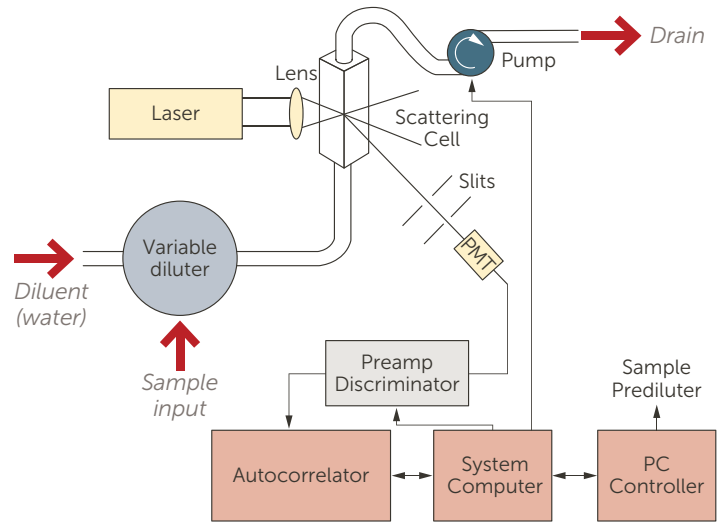 Drain
Pump
Lens
Laser
Scattering
Cell
Slits
PMT
Variable
diluter
Diluent
(water)
Sample
input
Preamp
Discriminator
Sample
Prediluter
Autocorrelator
System
Computer
PC
Controller